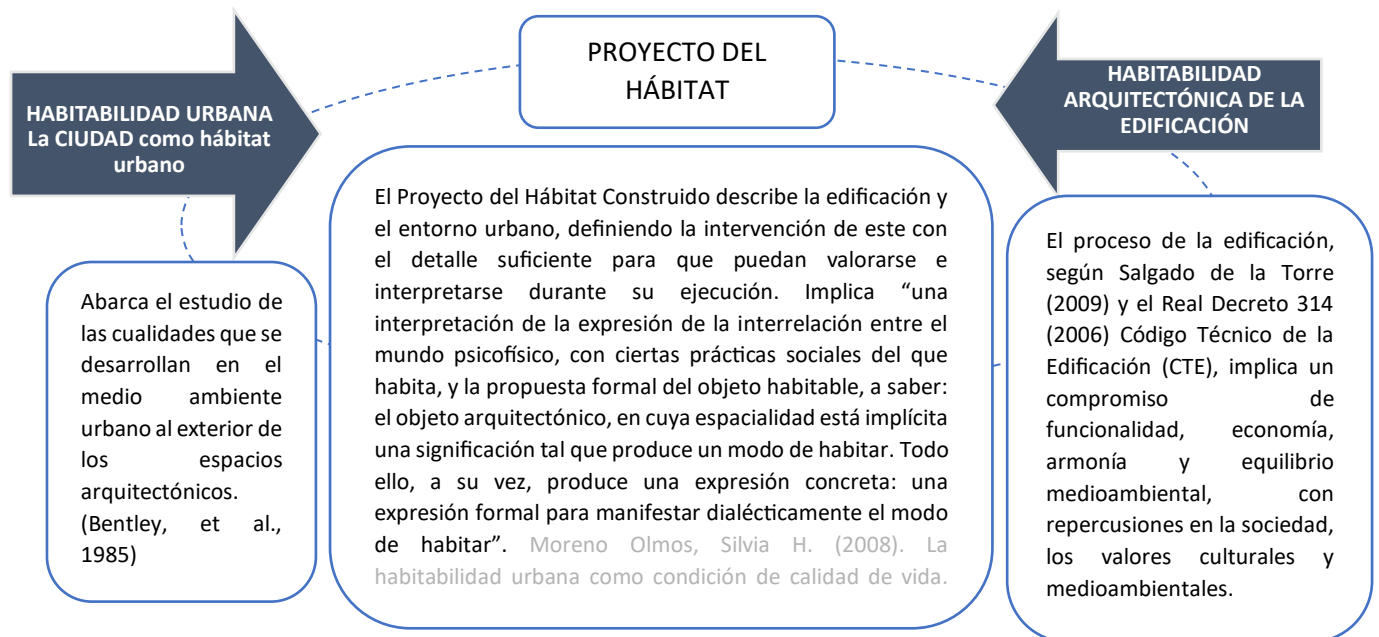 PROYECTO DEL
HÁBITAT
HABITABILIDAD URBANA
La CIUDAD como hábitat
urbano
HABITABILIDAD
ARQUITECTÓNICA DE LA
EDIFICACIÓN
Abarca el estudio de
las cualidades que se
desarrollan en el
medio ambiente
urbano al exterior de
los espacios
arquitectónicos.
(Bentley, et al.,
1985)
El Proyecto del Hábitat Construido describe la edificación y
el entorno urbano, definiendo la intervención de este con
el detalle suficiente para que puedan valorarse e
interpretarse durante su ejecución. Implica “una
interpretación de la expresión de la interrelación entre el
mundo psicofísico, con ciertas prácticas sociales del que
habita, y la propuesta formal del objeto habitable, a saber:
el objeto arquitectónico, en cuya espacialidad está implícita
una significación tal que produce un modo de habitar. Todo
ello, a su vez, produce una expresión concreta: una
expresión formal para manifestar dialécticamente el modo
de habitar”. Moreno Olmos, Silvia H. (2008). La
habitabilidad urbana como condición de calidad de vida.
El proceso de la edificación,
según Salgado de la Torre
(2009) y el Real Decreto 314
(2006) Código Técnico de la
Edificación (CTE), implica un
compromiso de
funcionalidad, economía,
armonía y equilibrio
medioambiental, con
repercusiones en la sociedad,
los valores culturales y
medioambientales.